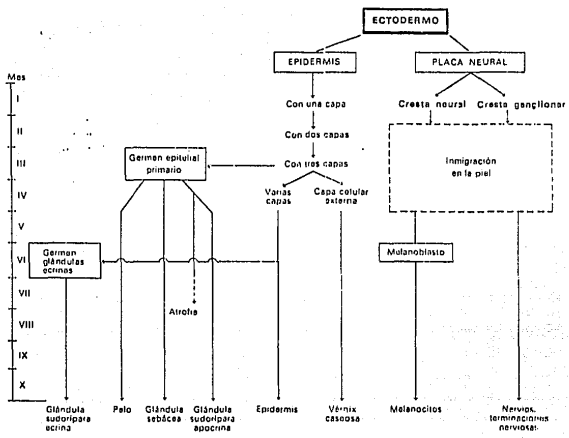 ECTODERMO
EPIDERMIS
PLACA NEURAL
Mes
I
Con una capa
Cresta neural
Cresta ganglionar
II
Con dos capas
III
Germen epitelial
primario
Con tres capas
Inmigración
en la piel
IV
Varias
capas
Capa celular
externa
V
VI
Germen
glándulas
ecrinas
Melanoblasto
VII
Atrofia
VIII
IX
X
Glándula
sudorípara
ecrina
Pelo
Glándula
sebácea
Glándula
sudorípara
apocrina
Epidermis
Vérnix
caseosa
Melanocitos
Nervios,
terminaciones
nerviosas